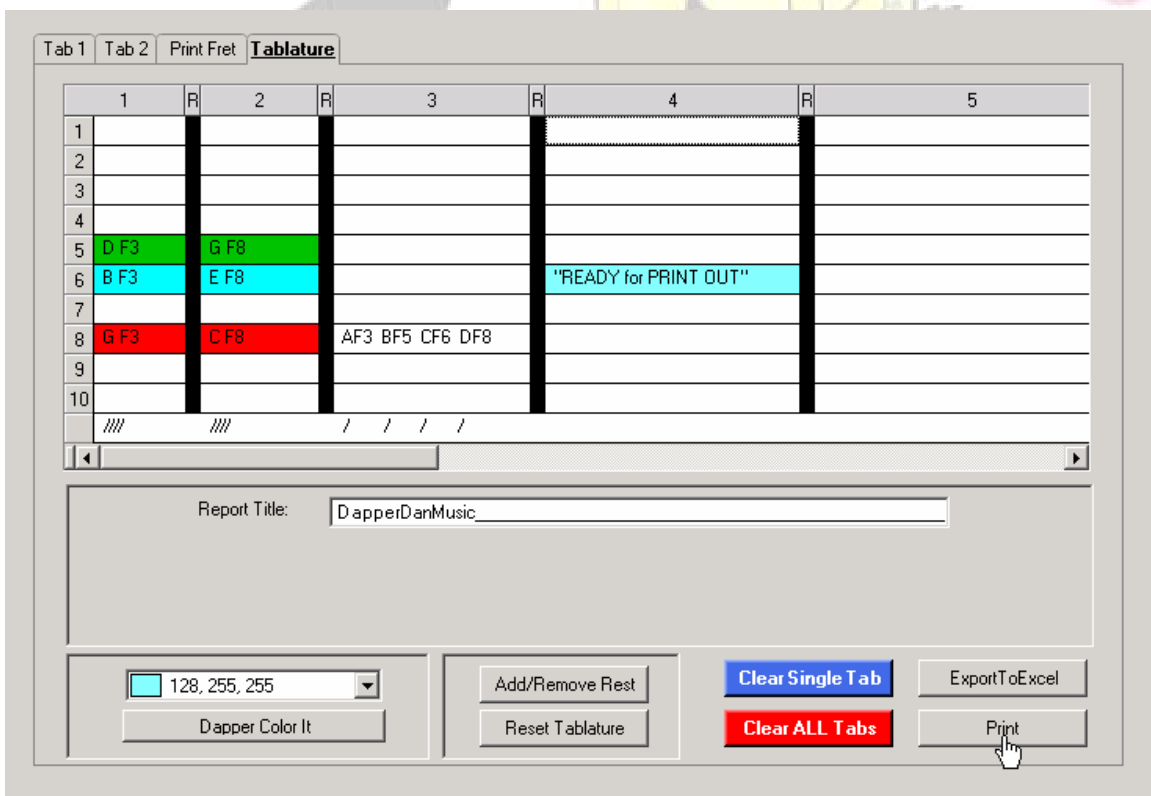 Tab 1 Tab 2 Print Fret Tablature
1 R 2 R 3 R 4 R 5
1
2
3
4
5 D F3 G F8
6 B F3 E F8 "READY for PRINT OUT"
7
8 G F3 C F8 AF3 BF5 CF6 DF8
9
10
//// //// / / / /
Report Title: DapperDanMusic_______________________________________________
128, 255, 255 Add/Remove Rest Clear Single Tab ExportToExcel
Dapper Color It Reset Tablature Clear ALL Tabs Print